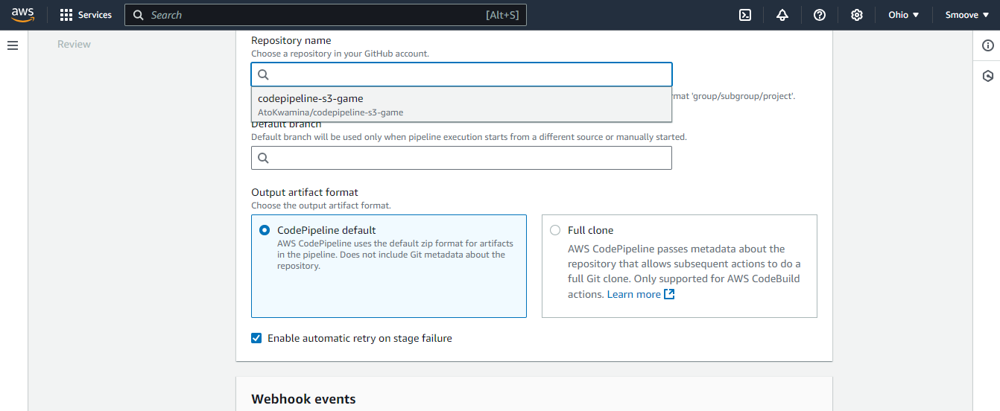 aws
Services
Search
[Alt+S]
Ohio
Smoove
Review
Repository name
Choose a repository in your GitHub account.
codepipeline-s3-game
AtoKwamina/codepipeline-s3-game
mat 'group/subgroup/project'.
Default branch
Default branch will be used only when pipeline execution starts from a different source or manually started.
Output artifact format
Choose the output artifact format.
CodePipeline default
AWS CodePipeline uses the default zip format for artifacts
in the pipeline. Does not include Git metadata about the
repository.
Full clone
AWS CodePipeline passes metadata about the
repository that allows subsequent actions to do a
full Git clone. Only supported for AWS CodeBuild
actions. Learn more
Enable automatic retry on stage failure
Webhook events